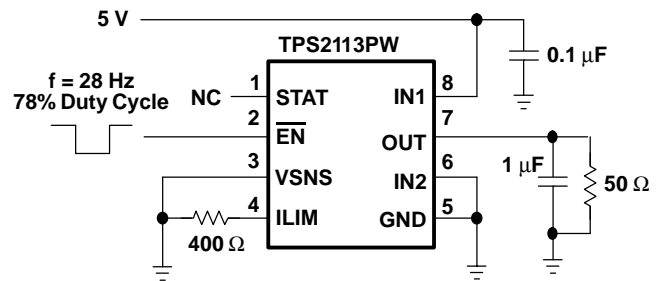 5 V
TPS2113PW
0.1 μF
f = 28 Hz
78% Duty Cycle
NC
1
STAT
IN1
8
2
EN
OUT
7
3
VSNS
IN2
6
1 μF
50 Ω
4
ILIM
GND
5
400 Ω